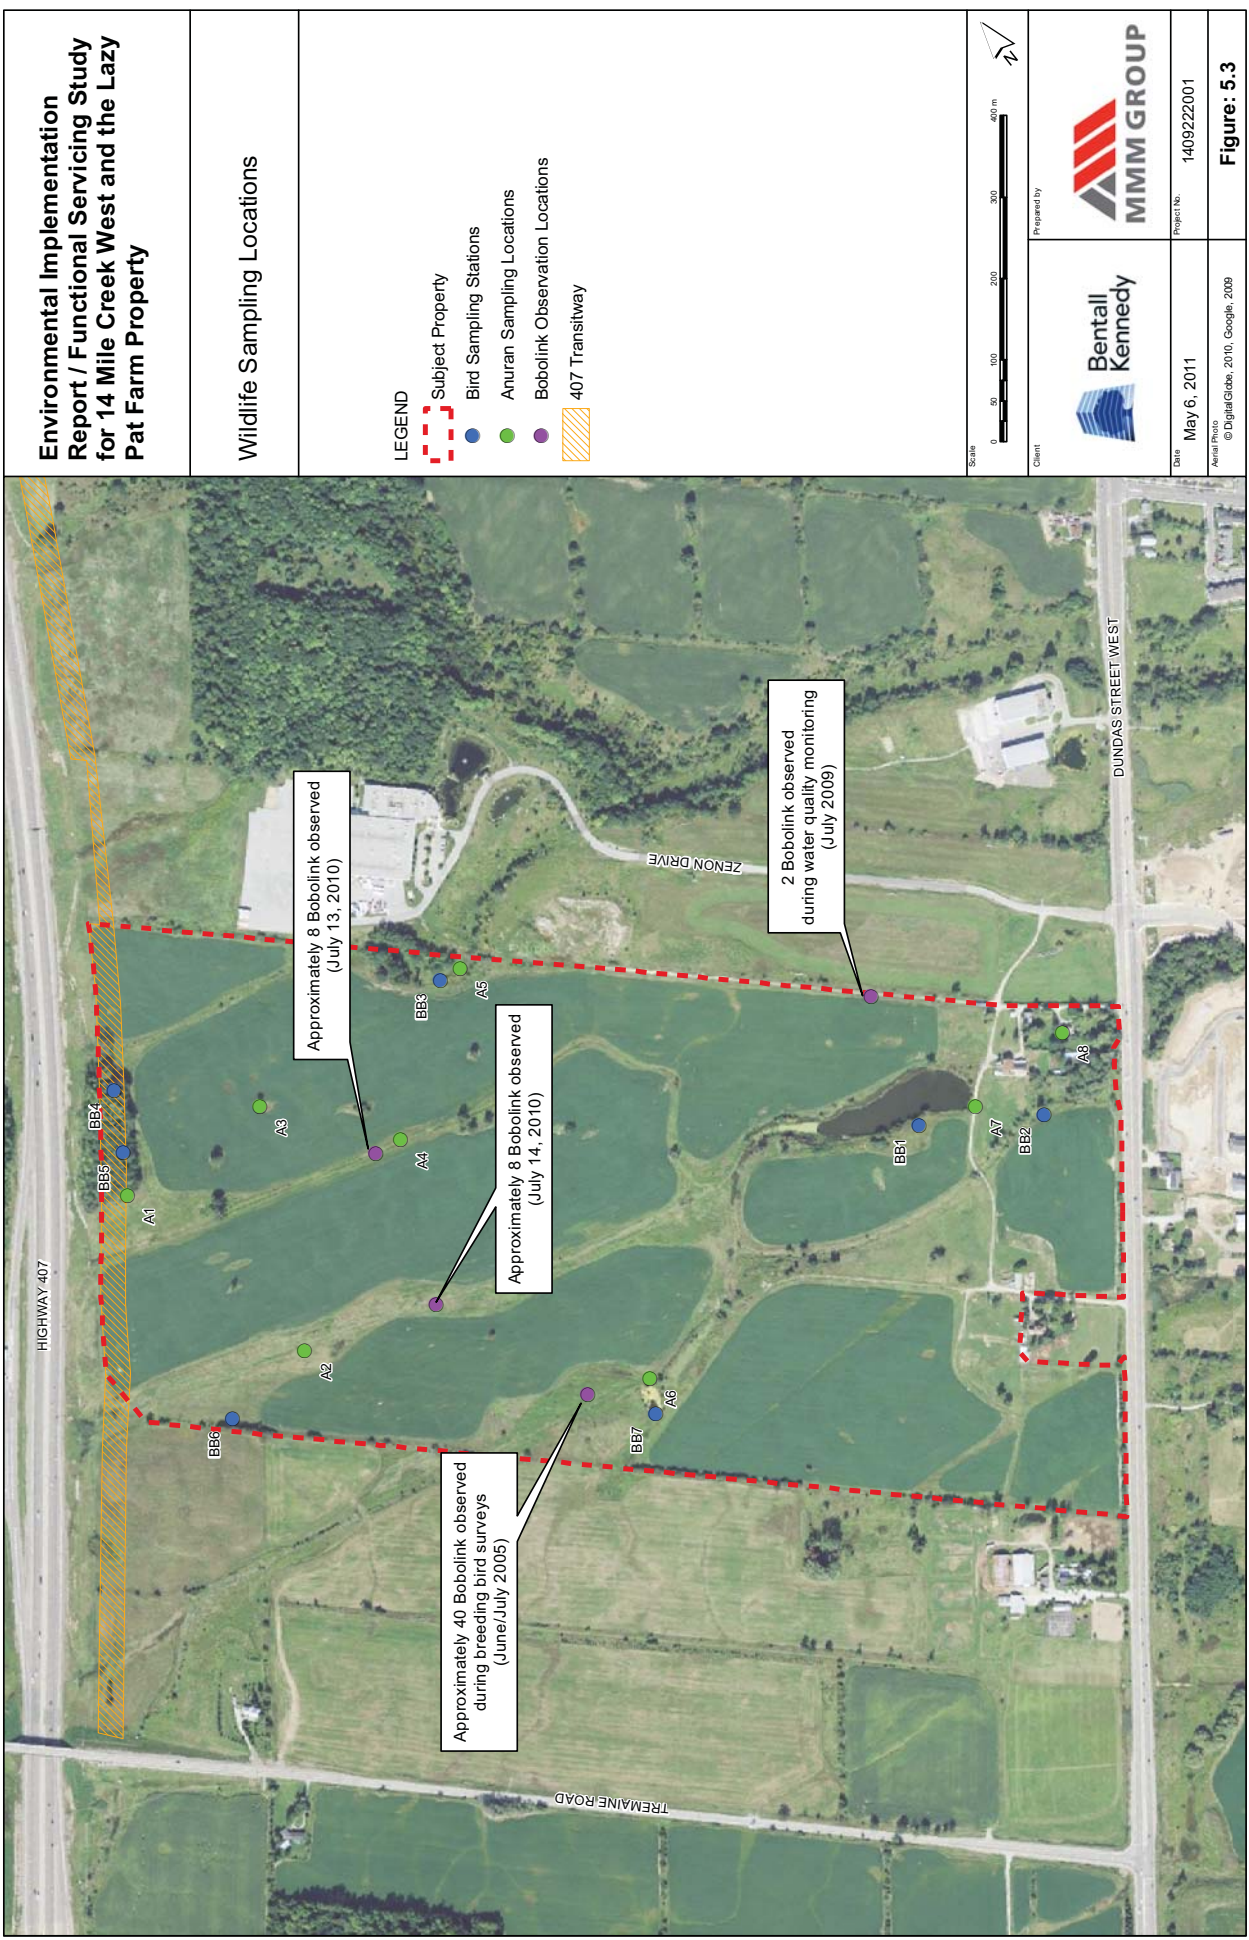 Environmental Implementation
Report / Functional Servicing Study
for 14 Mile Creek West and the Lazy
Pat Farm Property
Wildlife Sampling Locations
LEGEND
Subject Property
Bird Sampling Stations
Anuran Sampling Locations
Bobolink Observation Locations
407 Transitway
Scale
0 50 100 200 300 400 m
N
Client
Bentall
Kennedy
Prepared by
MMM GROUP
Date
May 6, 2011
Project No.
1409222001
Aerial Photo
© DigitalGlobe, 2010, Google, 2009
Figure: 5.3
HIGHWAY 407
TREMAINE ROAD
ZENON DRIVE
DUNDAS STREET WEST
Approximately 40 Bobolink observed
during breeding bird surveys
(June/July 2005)
Approximately 8 Bobolink observed
(July 14, 2010)
Approximately 8 Bobolink observed
(July 13, 2010)
2 Bobolink observed
during water quality monitoring
(July 2009)
BB6
A2
A1
BB5
BB4
A3
A4
BB3
A5
BB7
A6
BB1
A7
BB2
A8